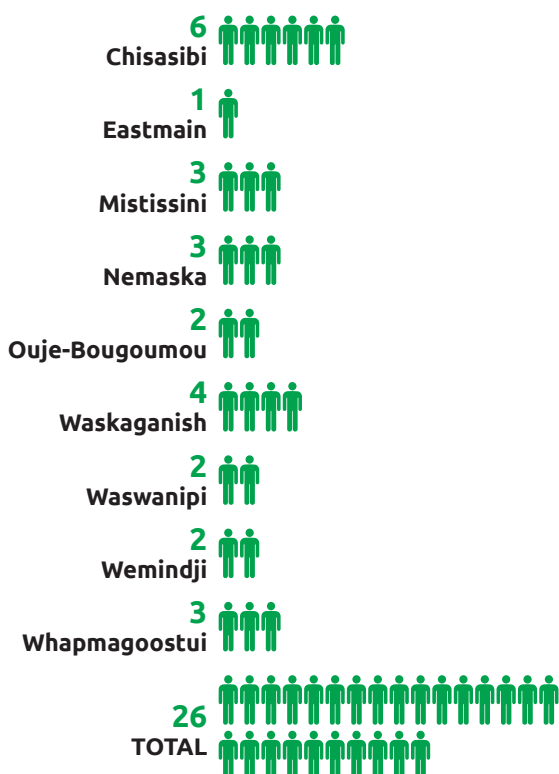 6
Chisasibi
1
Eastmain
3
Mistissini
3
Nemaska
2
Ouje-Bougoumou
4
Waskaganish
2
Waswanipi
2
Wemindji
3
Whapmagoostui
26
TOTAL